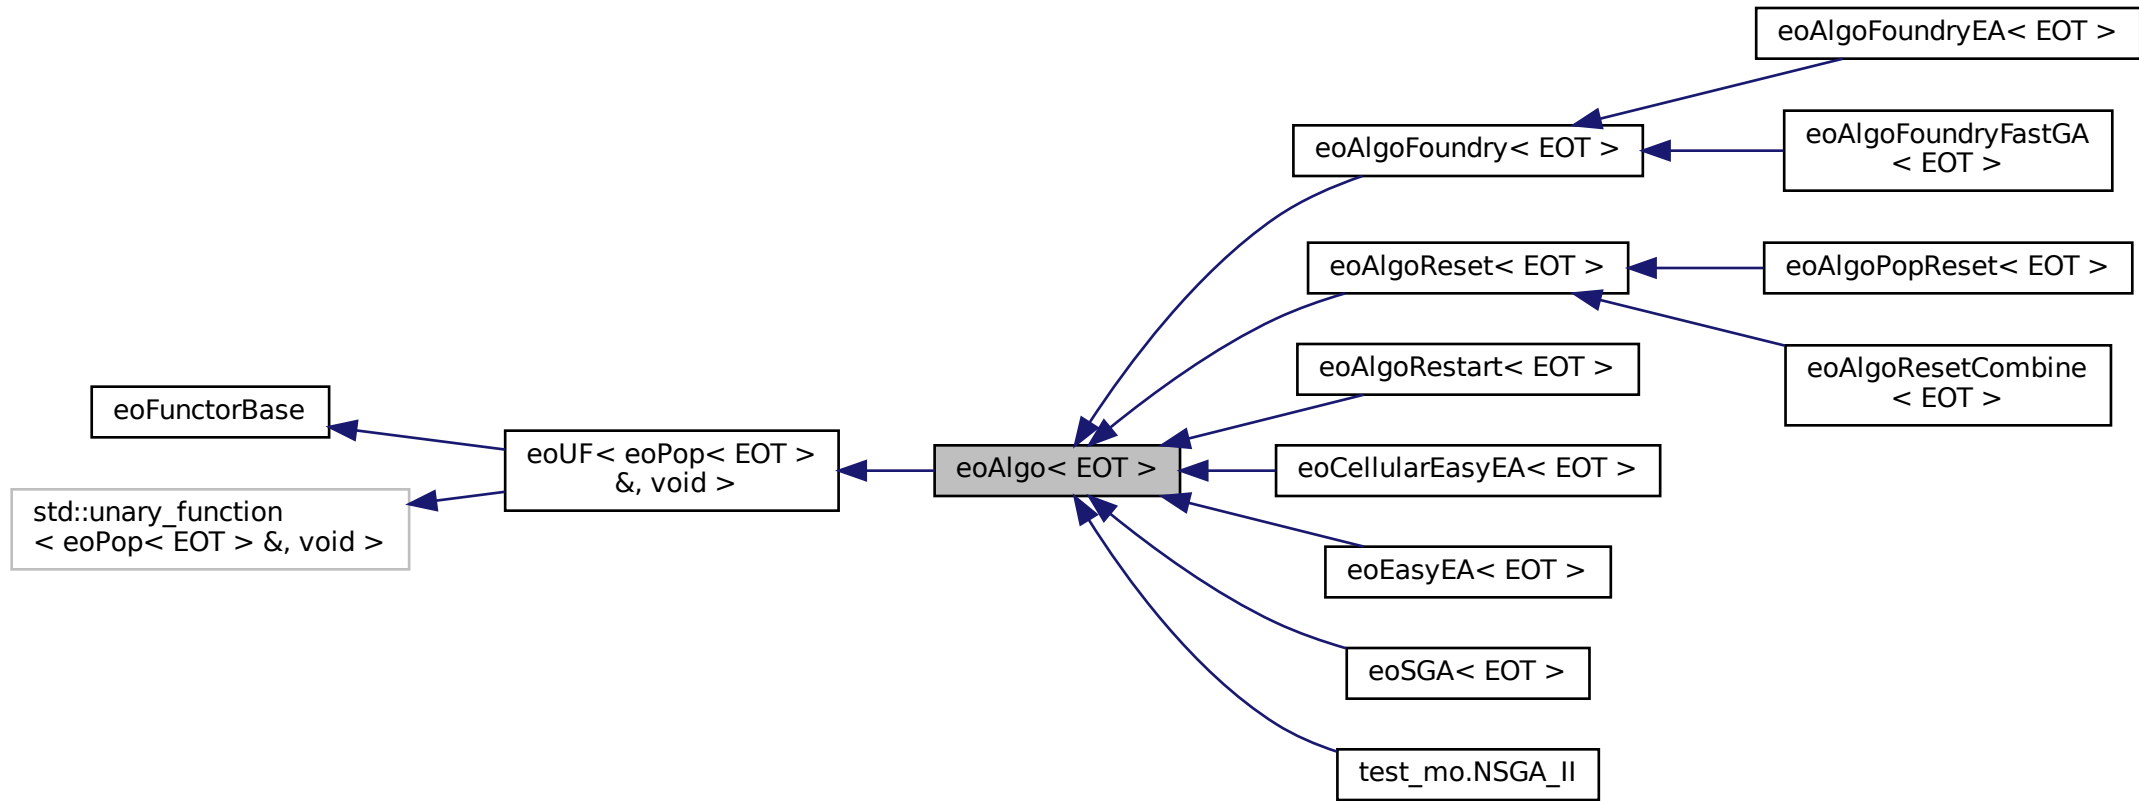 eoFunctorBase
std::unary_function
< eoPop< EOT > &, void >
eoUF< eoPop< EOT >
&, void >
eoAlgo< EOT >
eoAlgoFoundry< EOT >
eoAlgoReset< EOT >
eoAlgoRestart< EOT >
eoCellularEasyEA< EOT >
eoEasyEA< EOT >
eoSGA< EOT >
test_mo.NSGA_II
eoAlgoFoundryEA< EOT >
eoAlgoFoundryFastGA
< EOT >
eoAlgoPopReset< EOT >
eoAlgoResetCombine
< EOT >